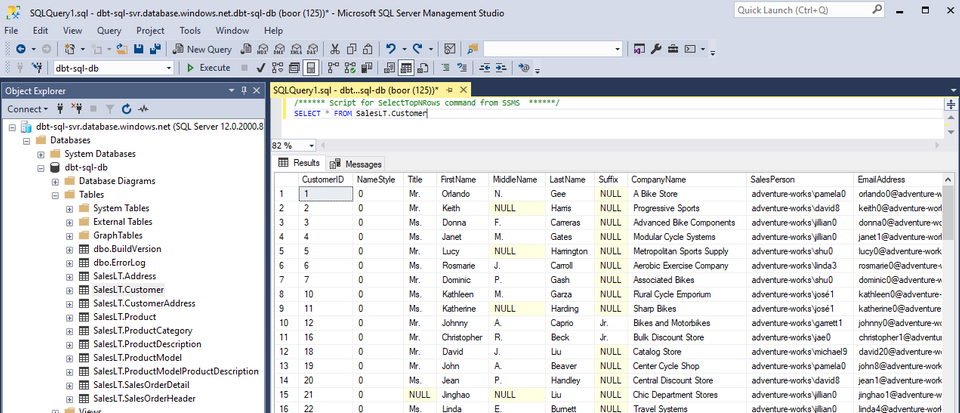 SQLQuery1.sql - dbt-sql-svr.database.windows.net.dbt-sql-db (boor (125))* - Microsoft SQL Server Management Studio
Quick Launch (Ctrl+Q)
File Edit View Query Project Tools Window Help
New Query MDX DMX XMLA DAX
dbt-sql-db Execute
Object Explorer
Connect
dbt-sql-svr.database.windows.net (SQL Server 12.0.2000.8
Databases
System Databases
dbt-sql-db
Database Diagrams
Tables
System Tables
External Tables
GraphTables
dbo.BuildVersion
dbo.ErrorLog
SalesLT.Address
SalesLT.Customer
SalesLT.CustomerAddress
SalesLT.Product
SalesLT.ProductCategory
SalesLT.ProductDescription
SalesLT.ProductModel
SalesLT.ProductModelProductDescription
SalesLT.SalesOrderDetail
SalesLT.SalesOrderHeader
Views
SQLQuery1.sql - dbt...sql-db (boor (125))*
/****** Script for SelectTopNRows command from SSMS ******/
SELECT * FROM SalesLT.Customer
82 %
Results Messages
CustomerID NameStyle Title FirstName MiddleName LastName Suffix CompanyName SalesPerson EmailAddress
1 1 0 Mr. Orlando N. Gee NULL A Bike Store adventure-works\pamela0 orlando0@adventure-wo
2 2 0 Mr. Keith NULL Harris NULL Progressive Sports adventure-works\david8 keith0@adventure-work
3 3 0 Ms. Donna F. Carreras NULL Advanced Bike Components adventure-works\jillian0 donna0@adventure-wor
4 4 0 Ms. Janet M. Gates NULL Modular Cycle Systems adventure-works\jillian0 janet1@adventure-work
5 5 0 Mr. Lucy NULL Harrington NULL Metropolitan Sports Supply adventure-works\shu0 lucy0@adventure-work
6 6 0 Ms. Rosmarie J. Carroll NULL Aerobic Exercise Company adventure-works\linda3 rosmarie0@adventure-w
7 7 0 Mr. Dominic P. Gash NULL Associated Bikes adventure-works\shu0 dominic0@adventure-w
8 10 0 Ms. Kathleen M. Garza NULL Rural Cycle Emporium adventure-works\josé1 kathleen0@adventure-
9 11 0 Ms. Katherine NULL Harding NULL Sharp Bikes adventure-works\josé1 katherine0@adventure-
10 12 0 Mr. Johnny A. Caprio Jr. Bikes and Motorbikes adventure-works\garrett1 johnny0@adventure-wo
11 16 0 Mr. Christopher R. Beck Jr. Bulk Discount Store adventure-works\jae0 christopher1@adventur
12 18 0 Mr. David J. Liu NULL Catalog Store adventure-works\michael9 david20@adventure-wo
13 19 0 Mr. John A. Beaver NULL Center Cycle Shop adventure-works\pamela0 john8@adventure-work
14 20 0 Ms. Jean P. Handley NULL Central Discount Store adventure-works\david8 jean1@adventure-work
15 21 0 NULL Jinghao NULL Liu NULL Chic Department Stores adventure-works\jillian0 jinghao1@adventure-w
16 22 0 Ms. Linda E. Burnett NULL Travel Systems adventure-works\jillian0 linda4@adventure-work